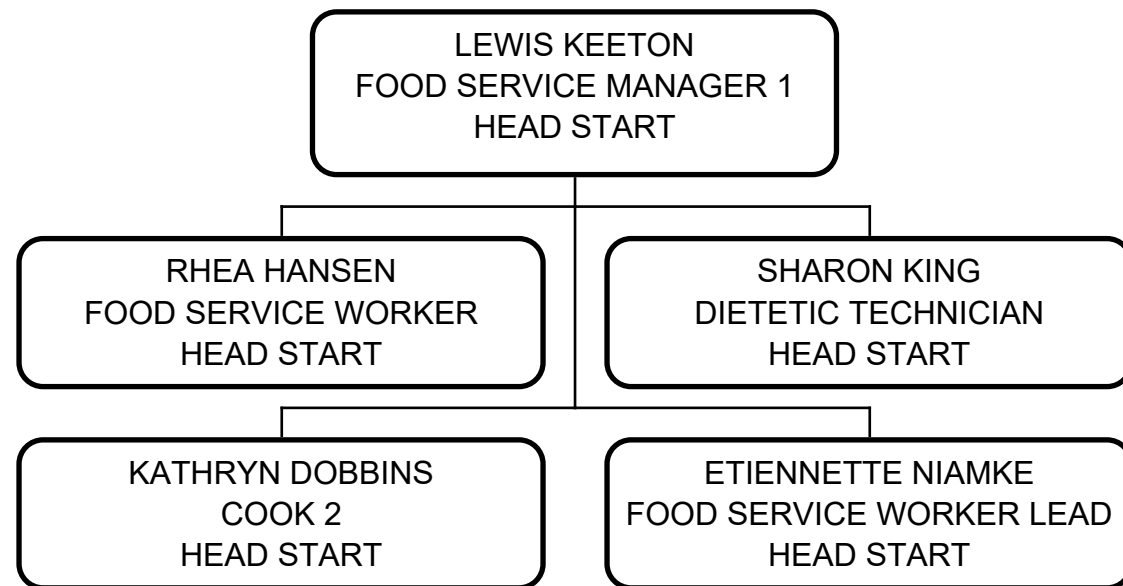 LEWIS KEETON
FOOD SERVICE MANAGER 1
HEAD START
RHEA HANSEN
FOOD SERVICE WORKER
HEAD START
SHARON KING
DIETETIC TECHNICIAN
HEAD START
KATHRYN DOBBINS
COOK 2
HEAD START
ETIENNETTE NIAMKE
FOOD SERVICE WORKER LEAD
HEAD START